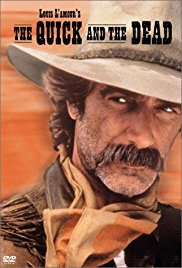 LOUIS L'AMOUR'S
THE QUICK AND THE DEAD
DVD